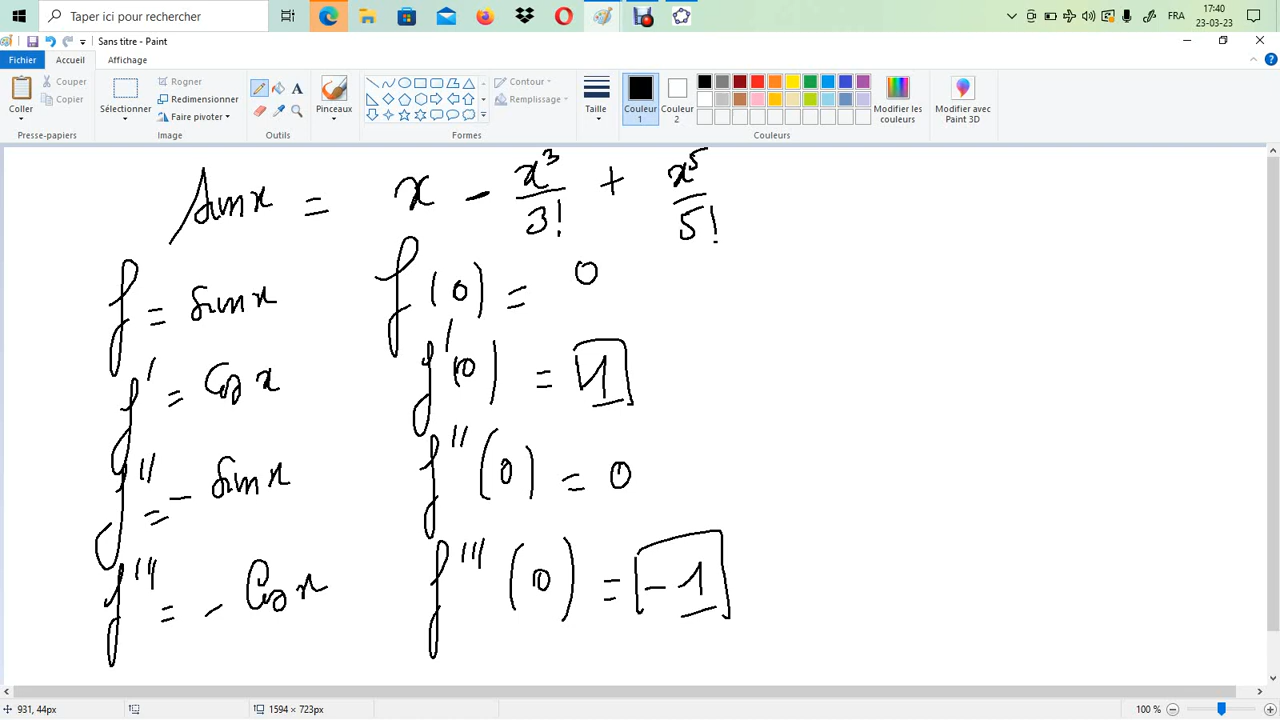 Taper ici pour rechercher
FRA
17:40
23-03-23
Sans titre - Paint
Fichier Accueil Affichage
Coller
Couper
Copier
Presse-papiers
Sélectionner
Rogner
Redimensionner
Faire pivoter
Image
A
Outils
Pinceaux
Contour
Remplissage
Formes
Taille
Couleur 1
Couleur 2
Modifier les couleurs
Couleurs
Modifier avec Paint 3D
sin x = x - x³/3! + x⁵/5!
f = sin x f(0) = 0
f' = cos x f'(0) = 1
f'' = - sin x f''(0) = 0
f''' = - cos x f'''(0) = -1
931, 44px
1594 × 723px
100 %